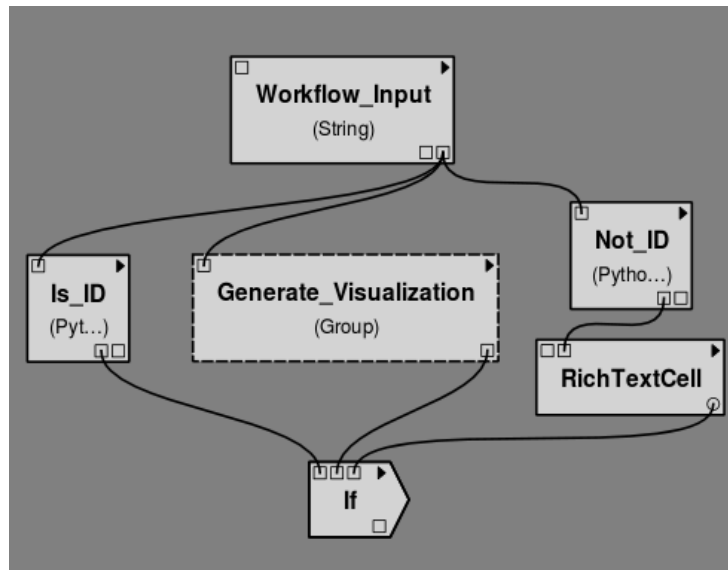 Workflow_Input
(String)
Not_ID
(Pytho...)
Is_ID
(Pyt...)
Generate_Visualization
(Group)
RichTextCell
If